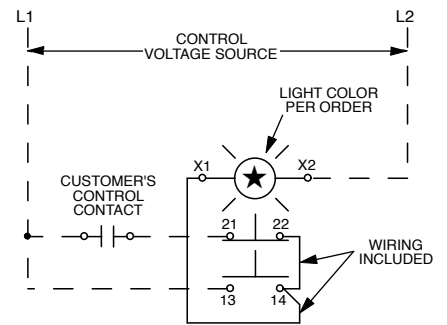 L1
L2
CONTROL
VOLTAGE SOURCE
LIGHT COLOR
PER ORDER
X1
X2
CUSTOMER'S
CONTROL
CONTACT
21
22
WIRING
INCLUDED
13
14